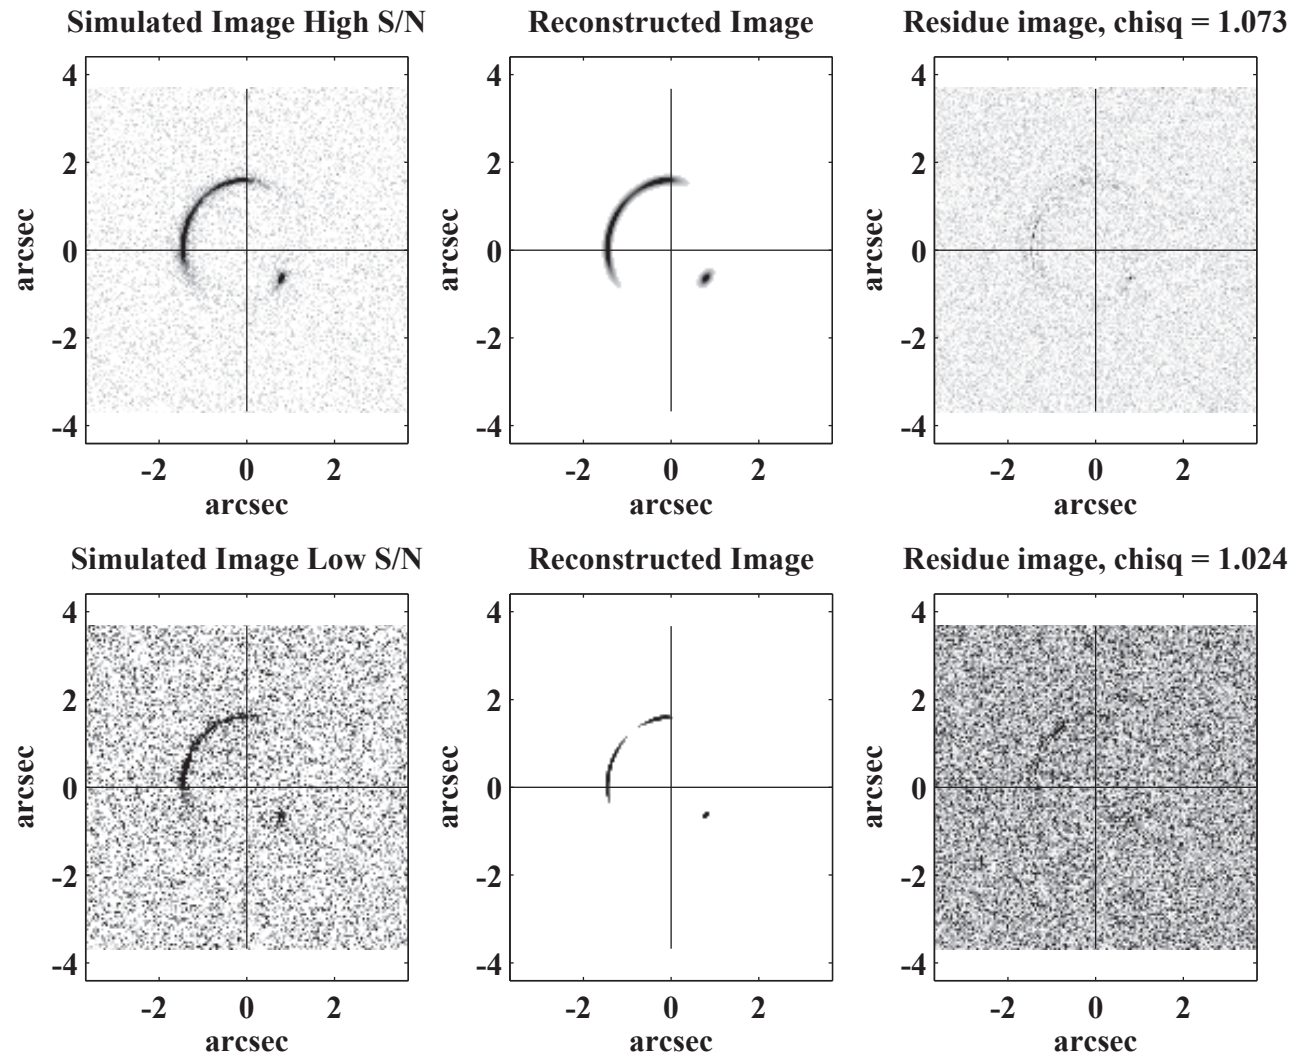 Simulated Image High S/N
Reconstructed Image
Residue image, chisq = 1.073
4
2
0
-2
-4
arcsec
-2
0
2
arcsec
4
2
0
-2
-4
arcsec
-2
0
2
arcsec
4
2
0
-2
-4
arcsec
-2
0
2
arcsec
Simulated Image Low S/N
Reconstructed Image
Residue image, chisq = 1.024
4
2
0
-2
-4
arcsec
-2
0
2
arcsec
4
2
0
-2
-4
arcsec
-2
0
2
arcsec
4
2
0
-2
-4
arcsec
-2
0
2
arcsec